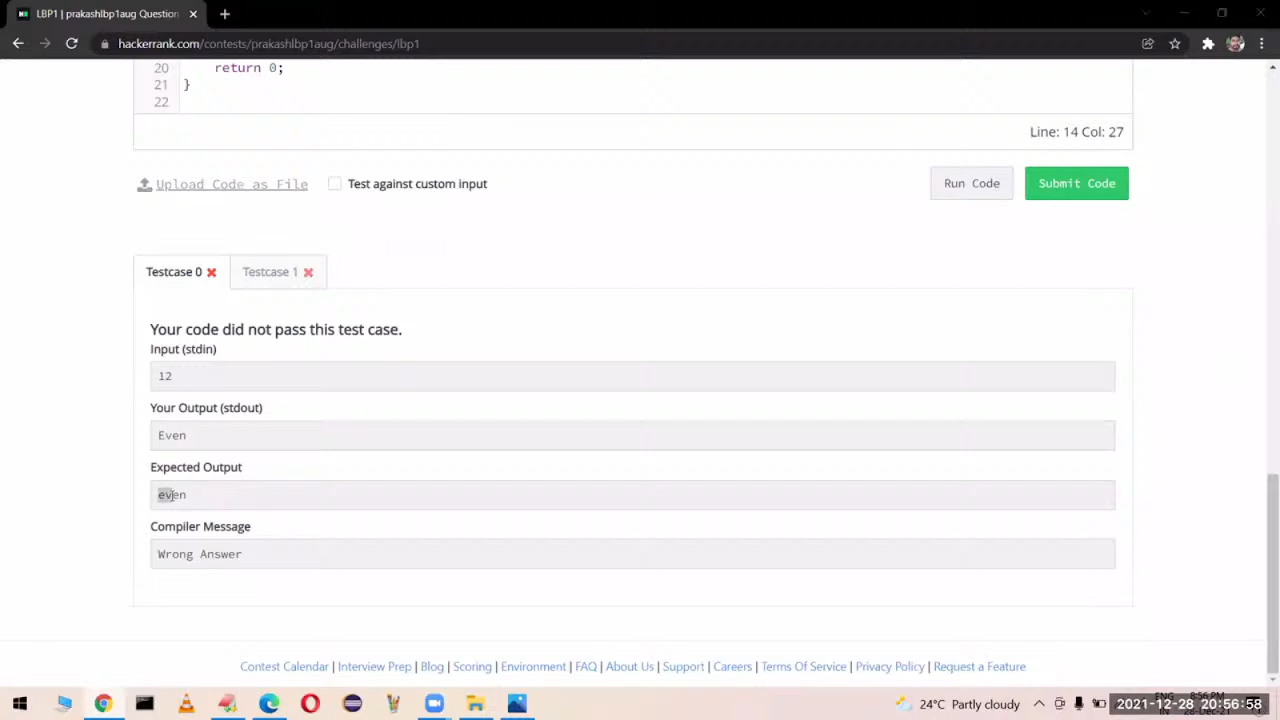 LBP1 | prakashlbp1aug Question
hackerrank.com/contests/prakashlbp1aug/challenges/lbp1
20 return 0;
21 }
22
Line: 14 Col: 27
Upload Code as File Test against custom input Run Code Submit Code
Testcase 0 Testcase 1
Your code did not pass this test case.
Input (stdin)
12
Your Output (stdout)
Even
Expected Output
even
Compiler Message
Wrong Answer
Contest Calendar | Interview Prep | Blog | Scoring | Environment | FAQ | About Us | Support | Careers | Terms Of Service | Privacy Policy | Request a Feature
24°C Partly cloudy
ENG
2021-12-28 20:56:58